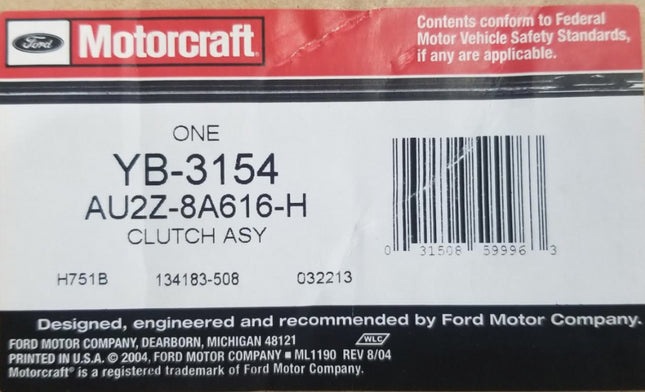 Ford Motorcraft®
Contents conform to Federal
Motor Vehicle Safety Standards,
if any are applicable.
ONE
YB-3154
AU2Z-8A616-H
CLUTCH ASY
0 31508 59996 3
H751B 134183-508 032213
Designed, engineered and recommended by Ford Motor Company.
FORD MOTOR COMPANY, DEARBORN, MICHIGAN 48121 WLC
PRINTED IN U.S.A. © 2004, FORD MOTOR COMPANY ■ ML1190 REV 8/04
Motorcraft® is a registered trademark of Ford Motor Company.